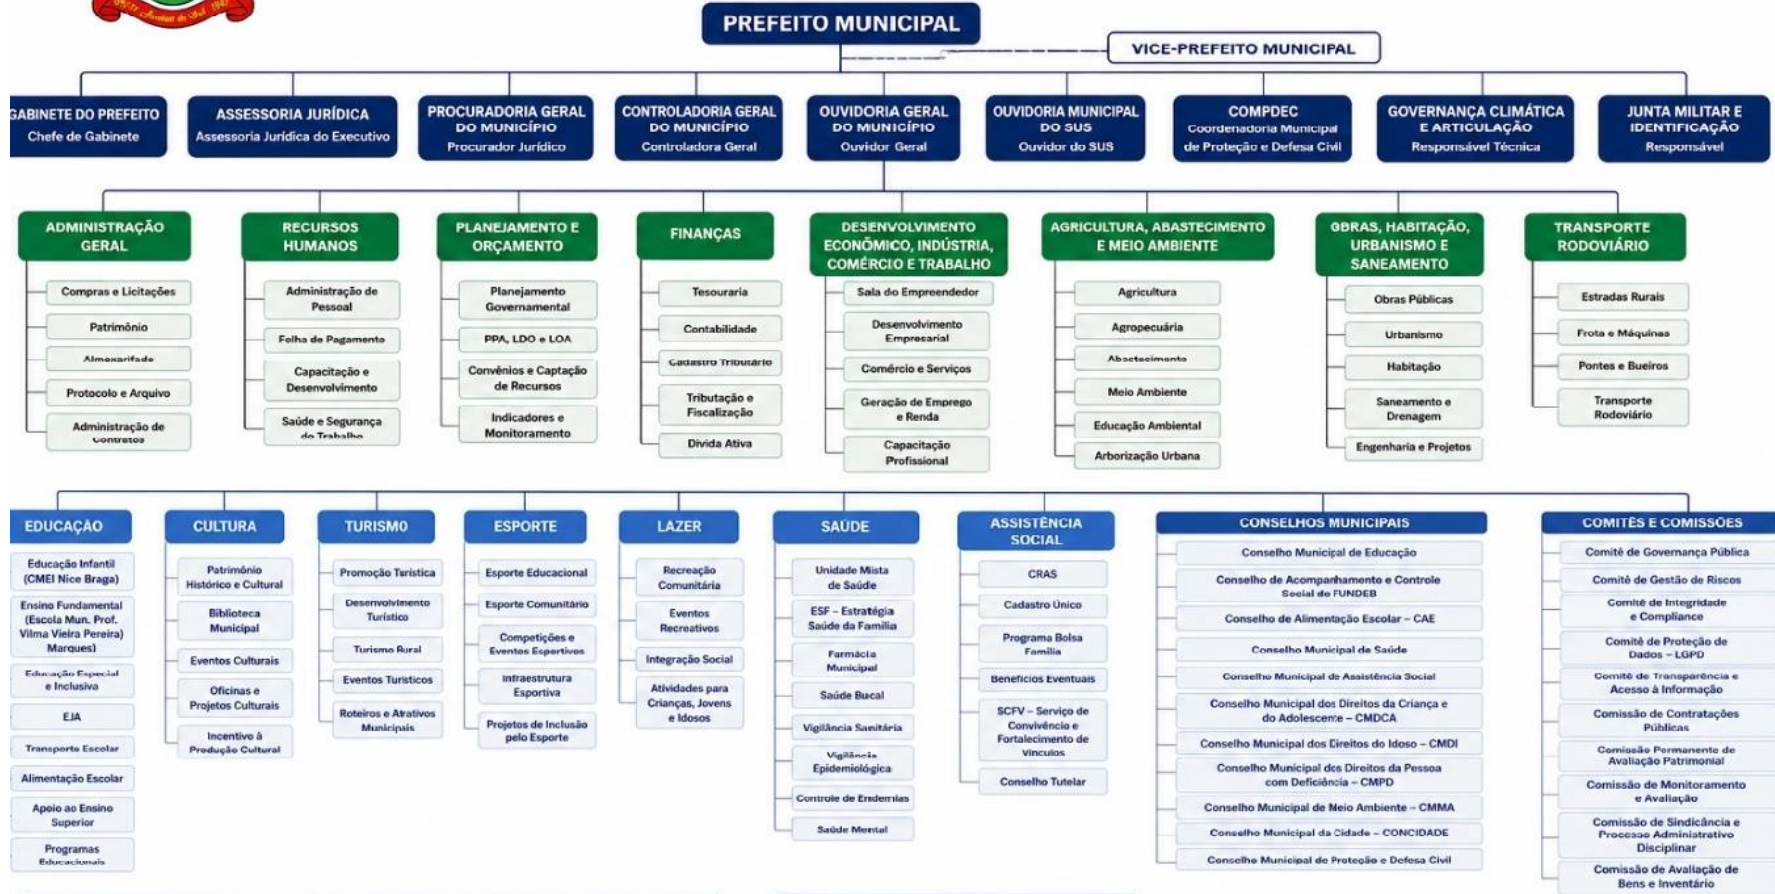 Jundiaí do Sul 1947
PREFEITO MUNICIPAL
VICE-PREFEITO MUNICIPAL
GABINETE DO PREFEITO
Chefe de Gabinete
ASSESSORIA JURÍDICA
Assessoria Jurídica do Executivo
PROCURADORIA GERAL
DO MUNICÍPIO
Procurador Jurídico
CONTROLADORIA GERAL
DO MUNICÍPIO
Controladora Geral
OUVIDORIA GERAL
DO MUNICÍPIO
Ouvidor Geral
OUVIDORIA MUNICIPAL
DO SUS
Ouvidor do SUS
COMPDEC
Coordenadoria Municipal
de Proteção e Defesa Civil
GOVERNANÇA CLIMÁTICA
E ARTICULAÇÃO
Responsável Técnica
JUNTA MILITAR E
IDENTIFICAÇÃO
Responsável
ADMINISTRAÇÃO
GERAL
Compras e Licitações
Patrimônio
Almoxarifado
Protocolo e Arquivo
Administração de
Contratos
RECURSOS
HUMANOS
Administração de
Pessoal
Folha de Pagamento
Capacitação e
Desenvolvimento
Saúde e Segurança
do Trabalho
PLANEJAMENTO E
ORÇAMENTO
Planejamento
Governamental
PPA, LDO e LOA
Convênios e Captação
de Recursos
Indicadores e
Monitoramento
FINANÇAS
Tesouraria
Contabilidade
Cadastro Tributário
Tributação e
Fiscalização
Dívida Ativa
DESENVOLVIMENTO
ECONÔMICO, INDÚSTRIA,
COMÉRCIO E TRABALHO
Sala do Empreendedor
Desenvolvimento
Empresarial
Comércio e Serviços
Geração de Emprego
e Renda
Capacitação
Profissional
AGRICULTURA, ABASTECIMENTO
E MEIO AMBIENTE
Agricultura
Agropecuária
Abastecimento
Meio Ambiente
Educação Ambiental
Arborização Urbana
OBRAS, HABITAÇÃO,
URBANISMO E
SANEAMENTO
Obras Públicas
Urbanismo
Habitação
Saneamento e
Drenagem
Engenharia e Projetos
TRANSPORTE
RODOVIÁRIO
Estradas Rurais
Frota e Máquinas
Pontes e Bueiros
Transporte
Rodoviário
EDUCAÇÃO
Educação Infantil
(CMEI Nice Braga)
Ensino Fundamental
(Escola Mun. Prof.
Vilma Vieira Pereira)
Marques)
Educação Especial
e Inclusiva
EJA
Transporte Escolar
Alimentação Escolar
Apoio ao Ensino
Superior
Programas
Educacionais
CULTURA
Patrimônio
Histórico e Cultural
Biblioteca
Municipal
Eventos Culturais
Oficinas e
Projetos Culturais
Incentivo à
Produção Cultural
TURISMO
Promoção Turística
Desenvolvimento
Turístico
Turismo Rural
Eventos Turísticos
Roteiros e Atrativos
Municipais
ESPORTE
Esporte Educacional
Esporte Comunitário
Competições e
Eventos Esportivos
Infraestrutura
Esportiva
Projetos de Inclusão
pelo Esporte
LAZER
Recreação
Comunitária
Eventos
Recreativos
Integração Social
Atividades para
Crianças, Jovens
e Idosos
SAÚDE
Unidade Mista
de Saúde
ESF – Estratégia
Saúde da Família
Farmácia
Municipal
Saúde Bucal
Vigilância Sanitária
Vigilância
Epidemiológica
Controle de Endemias
Saúde Mental
ASSISTÊNCIA
SOCIAL
CRAS
Cadastro Único
Programa Bolsa
Família
Benefícios Eventuais
SCFV – Serviço de
Convivência e
Fortalecimento de
Vínculos
Conselho Tutelar
CONSELHOS MUNICIPAIS
Conselho Municipal de Educação
Conselho de Acompanhamento e Controle
Social do FUNDEB
Conselho de Alimentação Escolar – CAE
Conselho Municipal de Saúde
Conselho Municipal de Assistência Social
Conselho Municipal dos Direitos da Criança e
do Adolescente – CMDCA
Conselho Municipal dos Direitos do Idoso – CMDI
Conselho Municipal dos Direitos da Pessoa
com Deficiência – CMPD
Conselho Municipal de Meio Ambiente – CMMA
Conselho Municipal da Cidade – CONCIDADE
Conselho Municipal de Proteção e Defesa Civil
COMITÊS E COMISSÕES
Comitê de Governança Pública
Comitê de Gestão de Riscos
Comitê de Integridade
e Compliance
Comitê de Proteção de
Dados – LGPD
Comitê de Transparência e
Acesso à Informação
Comissão de Contratações
Públicas
Comissão Permanente de
Avaliação Patrimonial
Comissão de Monitoramento
e Avaliação
Comissão de Sindicância e
Processo Administrativo
Disciplinar
Comissão de Avaliação de
Bens e Inventário